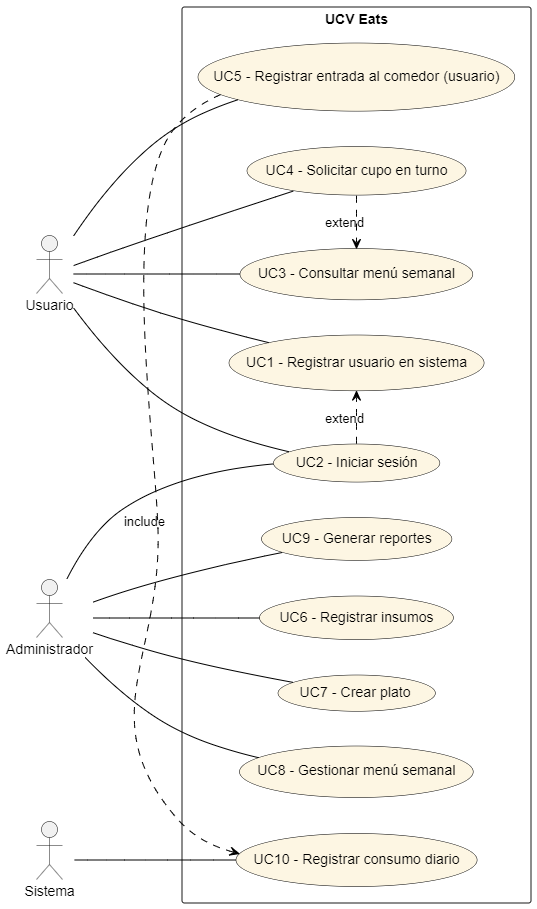 UCV Eats
UC5 - Registrar entrada al comedor (usuario)
UC4 - Solicitar cupo en turno
extend
UC3 - Consultar menú semanal
Usuario
UC1 - Registrar usuario en sistema
extend
UC2 - Iniciar sesión
include
UC9 - Generar reportes
UC6 - Registrar insumos
Administrador
UC7 - Crear plato
UC8 - Gestionar menú semanal
UC10 - Registrar consumo diario
Sistema